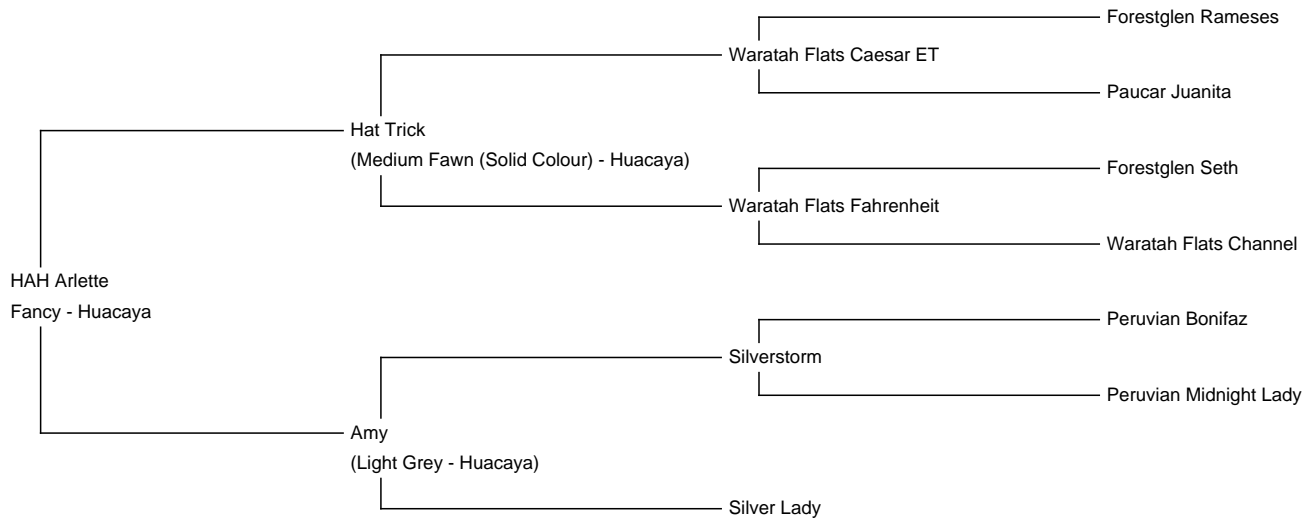 Forestglen Rameses
Waratah Flats Caesar ET
Paucar Juanita
Hat Trick
(Medium Fawn (Solid Colour) - Huacaya)
Forestglen Seth
Waratah Flats Fahrenheit
Waratah Flats Channel
HAH Arlette
Fancy - Huacaya
Peruvian Bonifaz
Silverstorm
Peruvian Midnight Lady
Amy
(Light Grey - Huacaya)
Silver Lady